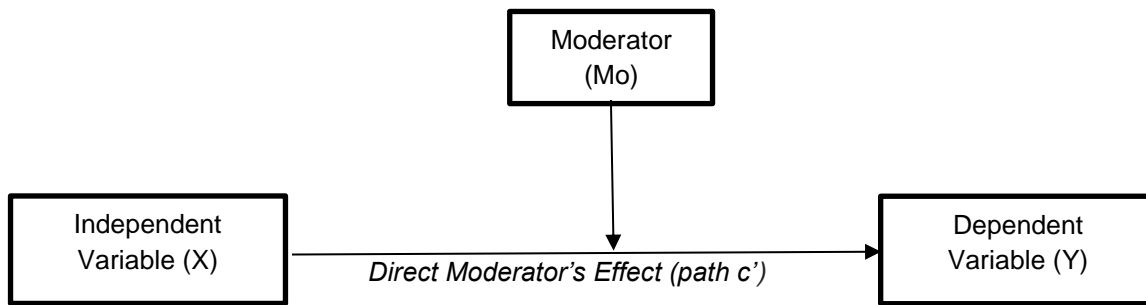 Moderator
(Mo)
Independent
Variable (X)
Direct Moderator's Effect (path c')
Dependent
Variable (Y)